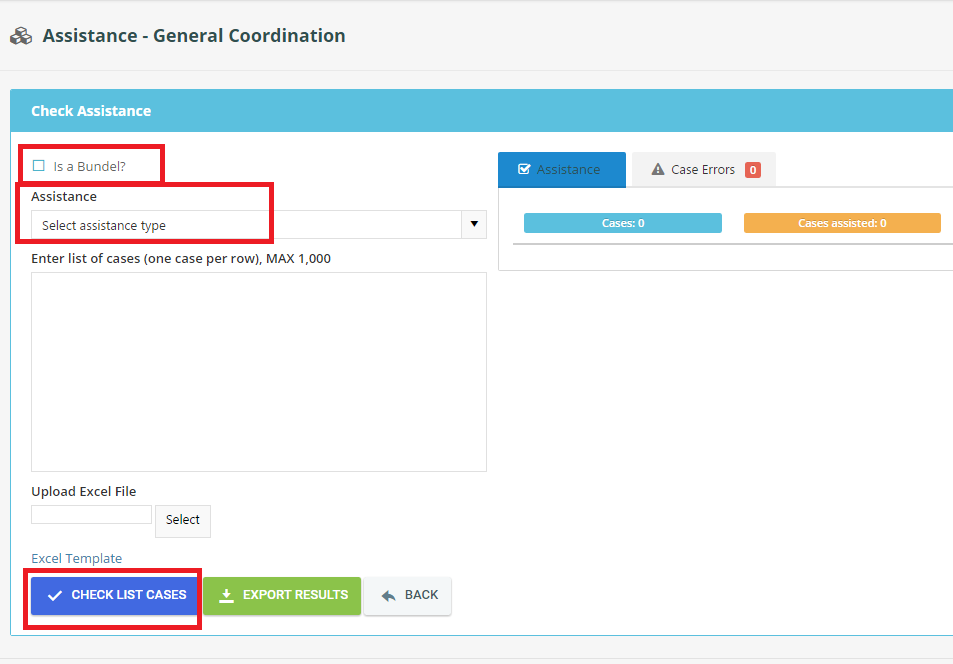 Assistance - General Coordination
Check Assistance
Is a Bundel?
Assistance
Select assistance type
Enter list of cases (one case per row), MAX 1,000
Upload Excel File
Select
Excel Template
CHECK LIST CASES
EXPORT RESULTS
BACK
Assistance
Case Errors 0
Cases: 0
Cases assisted: 0